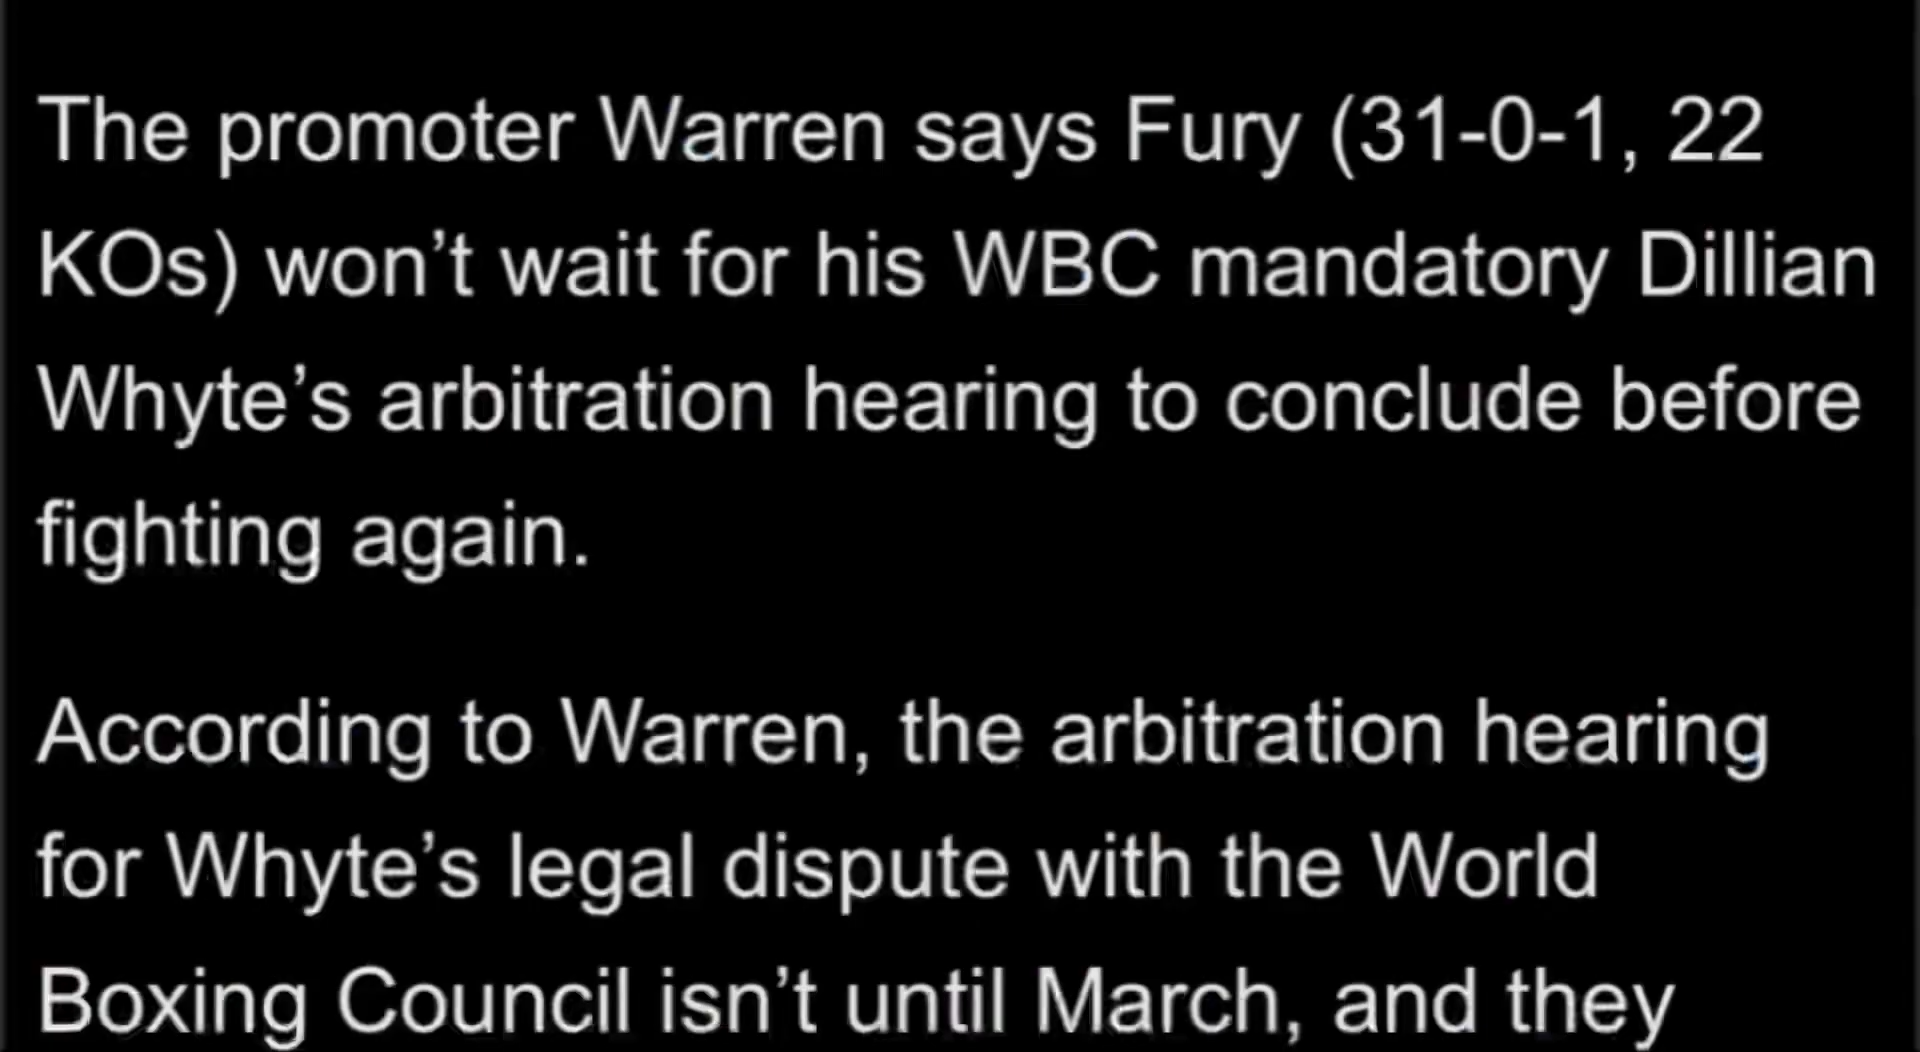 The promoter Warren says Fury (31-0-1, 22
KOs) won’t wait for his WBC mandatory Dillian
Whyte’s arbitration hearing to conclude before
fighting again.
According to Warren, the arbitration hearing
for Whyte’s legal dispute with the World
Boxing Council isn’t until March, and they